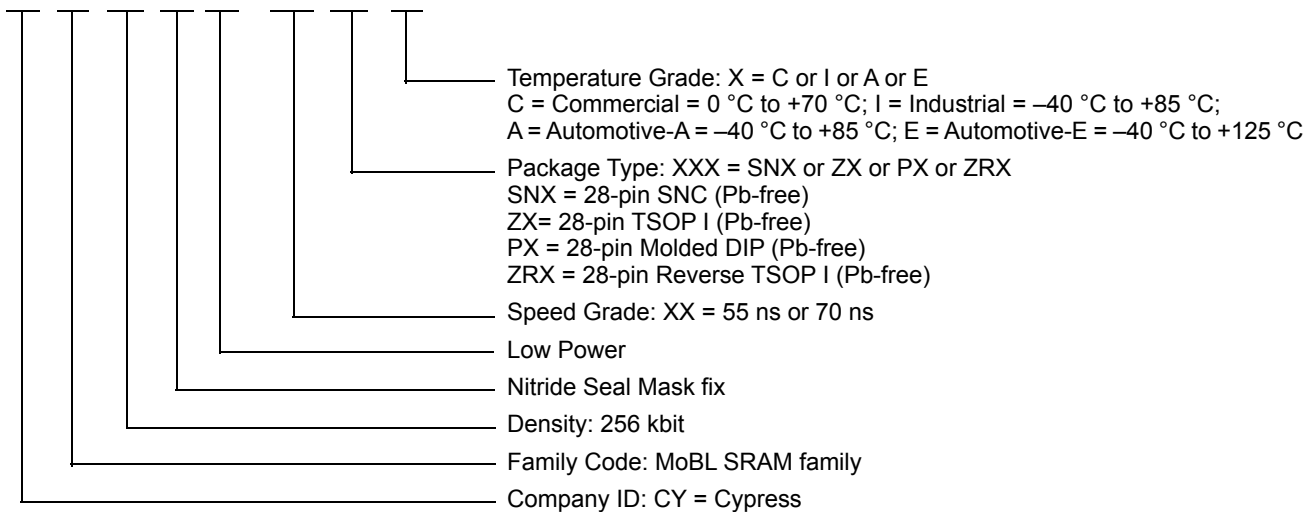 Temperature Grade: X = C or I or A or E
C = Commercial = 0 °C to +70 °C; I = Industrial = –40 °C to +85 °C;
A = Automotive-A = –40 °C to +85 °C; E = Automotive-E = –40 °C to +125 °C
Package Type: XXX = SNX or ZX or PX or ZRX
SNX = 28-pin SNC (Pb-free)
ZX= 28-pin TSOP I (Pb-free)
PX = 28-pin Molded DIP (Pb-free)
ZRX = 28-pin Reverse TSOP I (Pb-free)
Speed Grade: XX = 55 ns or 70 ns
Low Power
Nitride Seal Mask fix
Density: 256 kbit
Family Code: MoBL SRAM family
Company ID: CY = Cypress